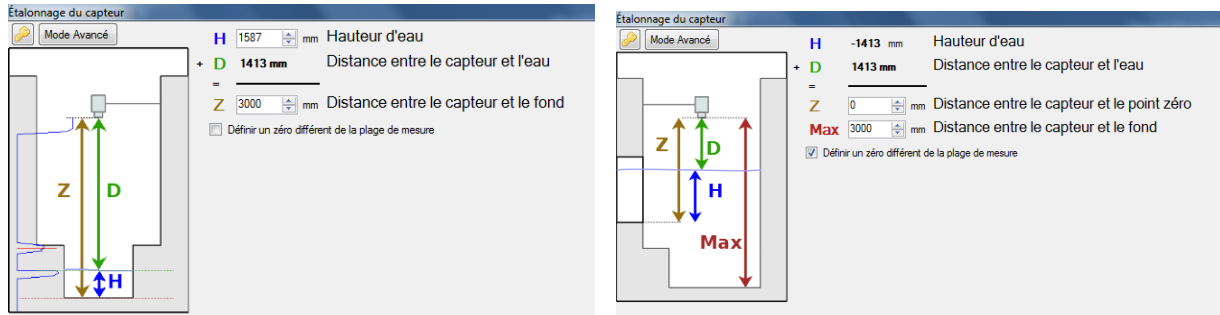 Étalonnage du capteur
Mode Avancé
H 1587 mm Hauteur d'eau
+ D 1413 mm Distance entre le capteur et l'eau
=
Z 3000 mm Distance entre le capteur et le fond
Définir un zéro différent de la plage de mesure
Z D
H
Étalonnage du capteur
Mode Avancé
H -1413 mm Hauteur d'eau
+ D 1413 mm Distance entre le capteur et l'eau
=
Z 0 mm Distance entre le capteur et le point zéro
Max 3000 mm Distance entre le capteur et le fond
Définir un zéro différent de la plage de mesure
Z D
H
Max